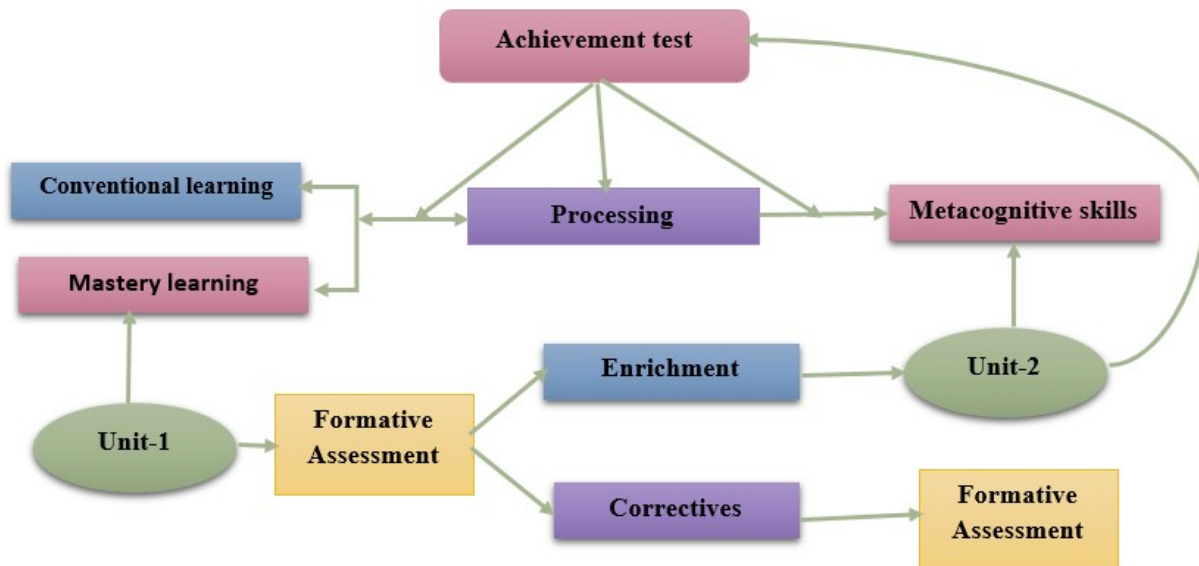 Achievement test
Conventional learning
Processing
Metacognitive skills
Mastery learning
Enrichment
Unit-2
Unit-1
Formative
Assessment
Correctives
Formative
Assessment